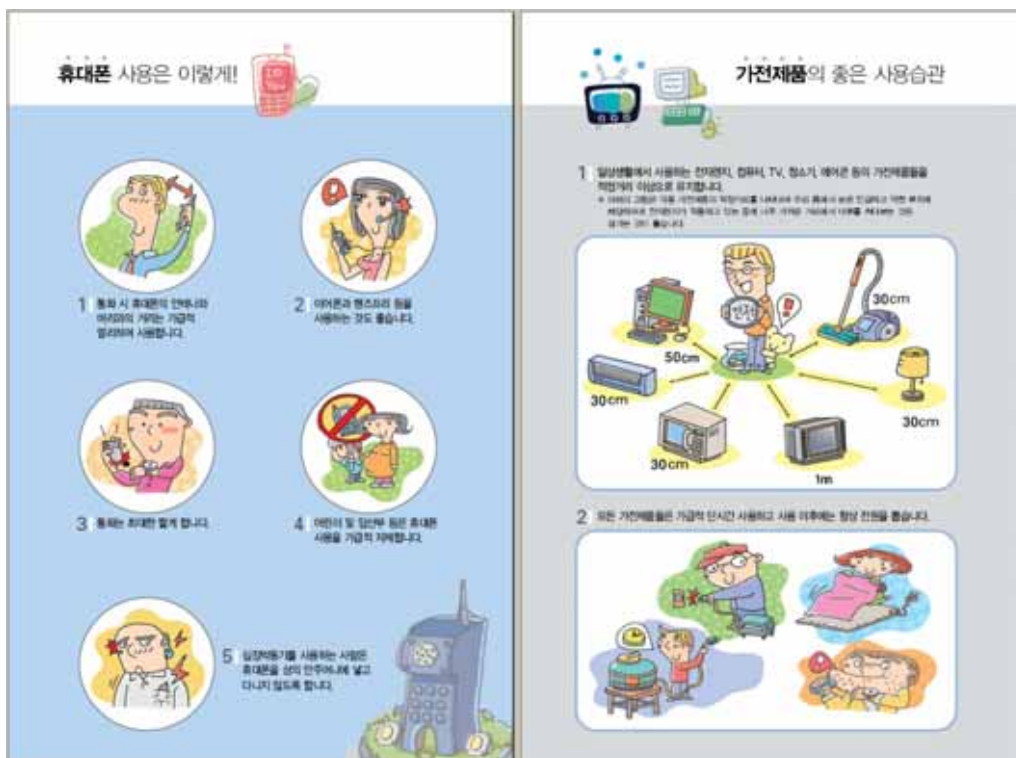 휴대폰 사용은 이렇게!
1 통화 시 휴대폰의 안테나와
머리와의 거리는 가급적
멀리하여 사용합니다.
2 이어폰과 핸즈프리 등을
사용하는 것도 좋습니다.
3 통화는 최대한 짧게 합니다.
4 어린이 및 임산부 등은 휴대폰
사용을 가급적 자제합니다.
5 심장박동기를 사용하는 사람은
휴대폰을 상의 안주머니에 넣고
다니지 않도록 합니다.
가전제품의 좋은 사용습관
1 일상생활에서 사용하는 전자렌지, 컴퓨터, TV, 청소기, 에어콘 등의 가전제품들을
적정거리 이상으로 유지합니다.
안전
50cm
30cm
30cm
30cm
30cm
1m
2 모든 가전제품들은 가급적 단시간 사용하고 사용 이후에는 항상 전원을 뽑습니다.